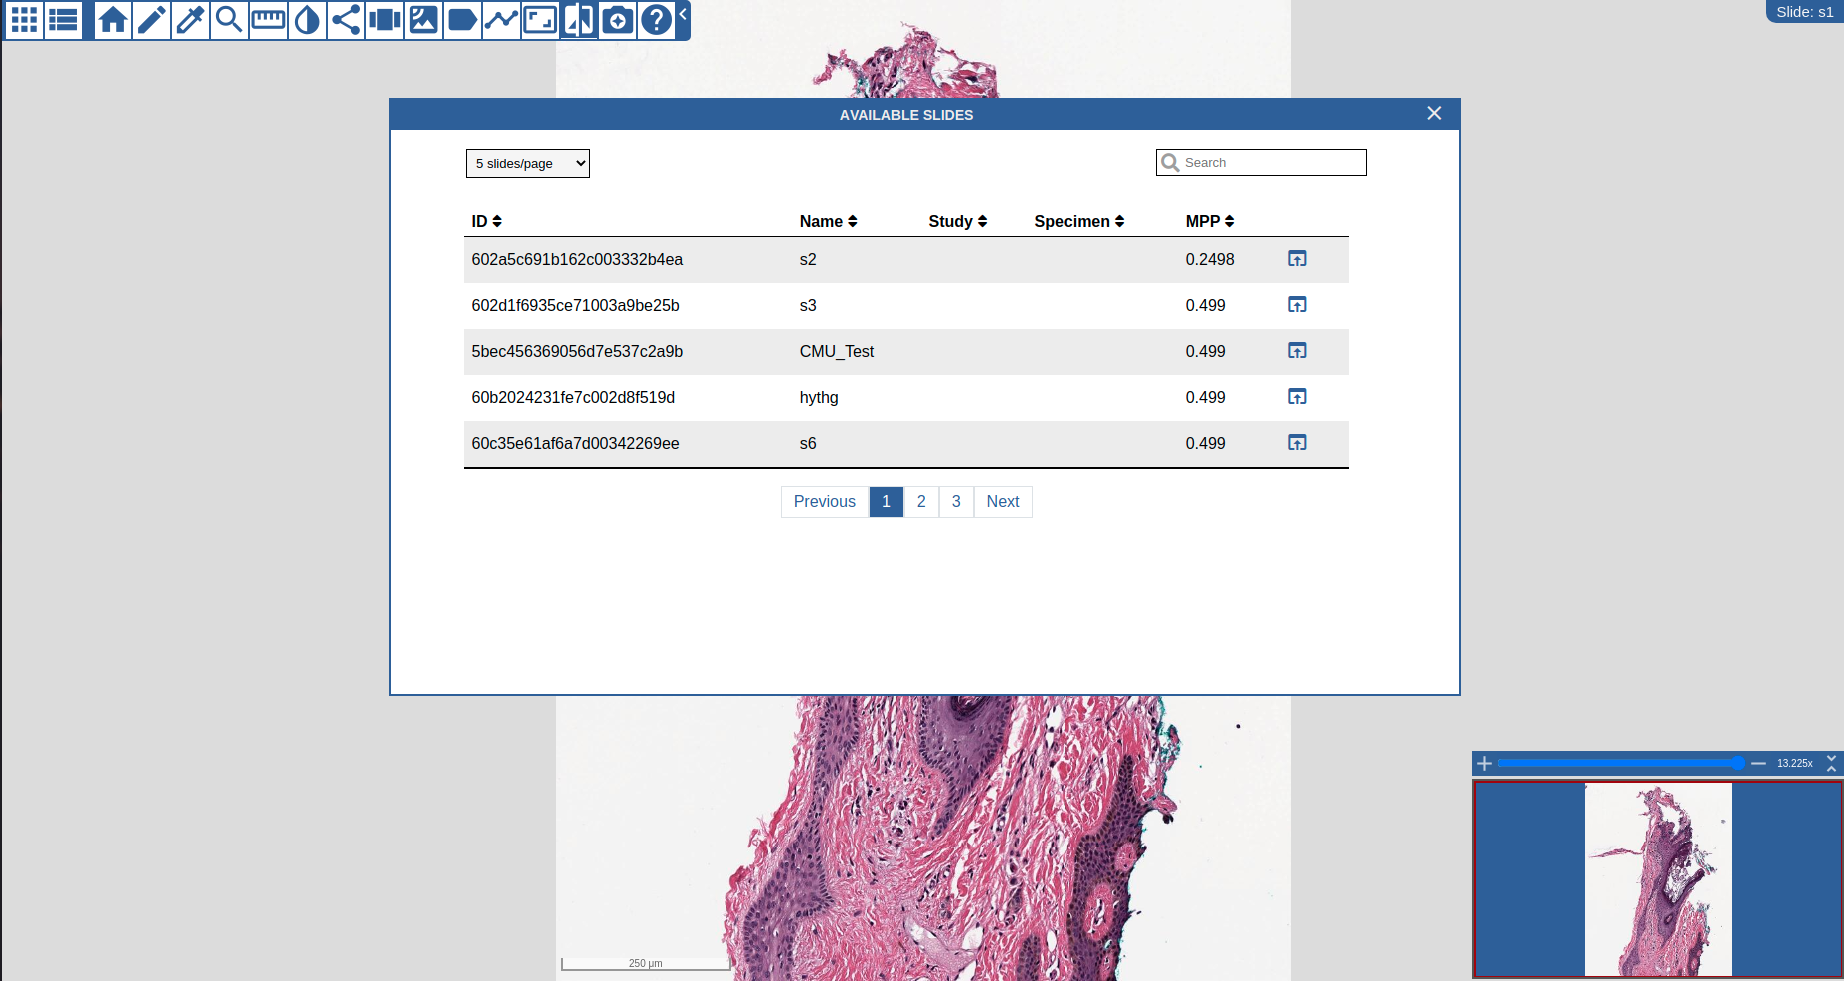 Slide: s1
AVAILABLE SLIDES
5 slides/page
Search
ID Name Study Specimen MPP
602a5c691b162c003332b4ea s2 0.2498
602d1f6935ce71003a9be25b s3 0.499
5bec456369056d7e537c2a9b CMU_Test 0.499
60b2024231fe7c002d8f519d hythg 0.499
60c35e61af6a7d00342269ee s6 0.499
Previous 1 2 3 Next
13.225x
250 μm